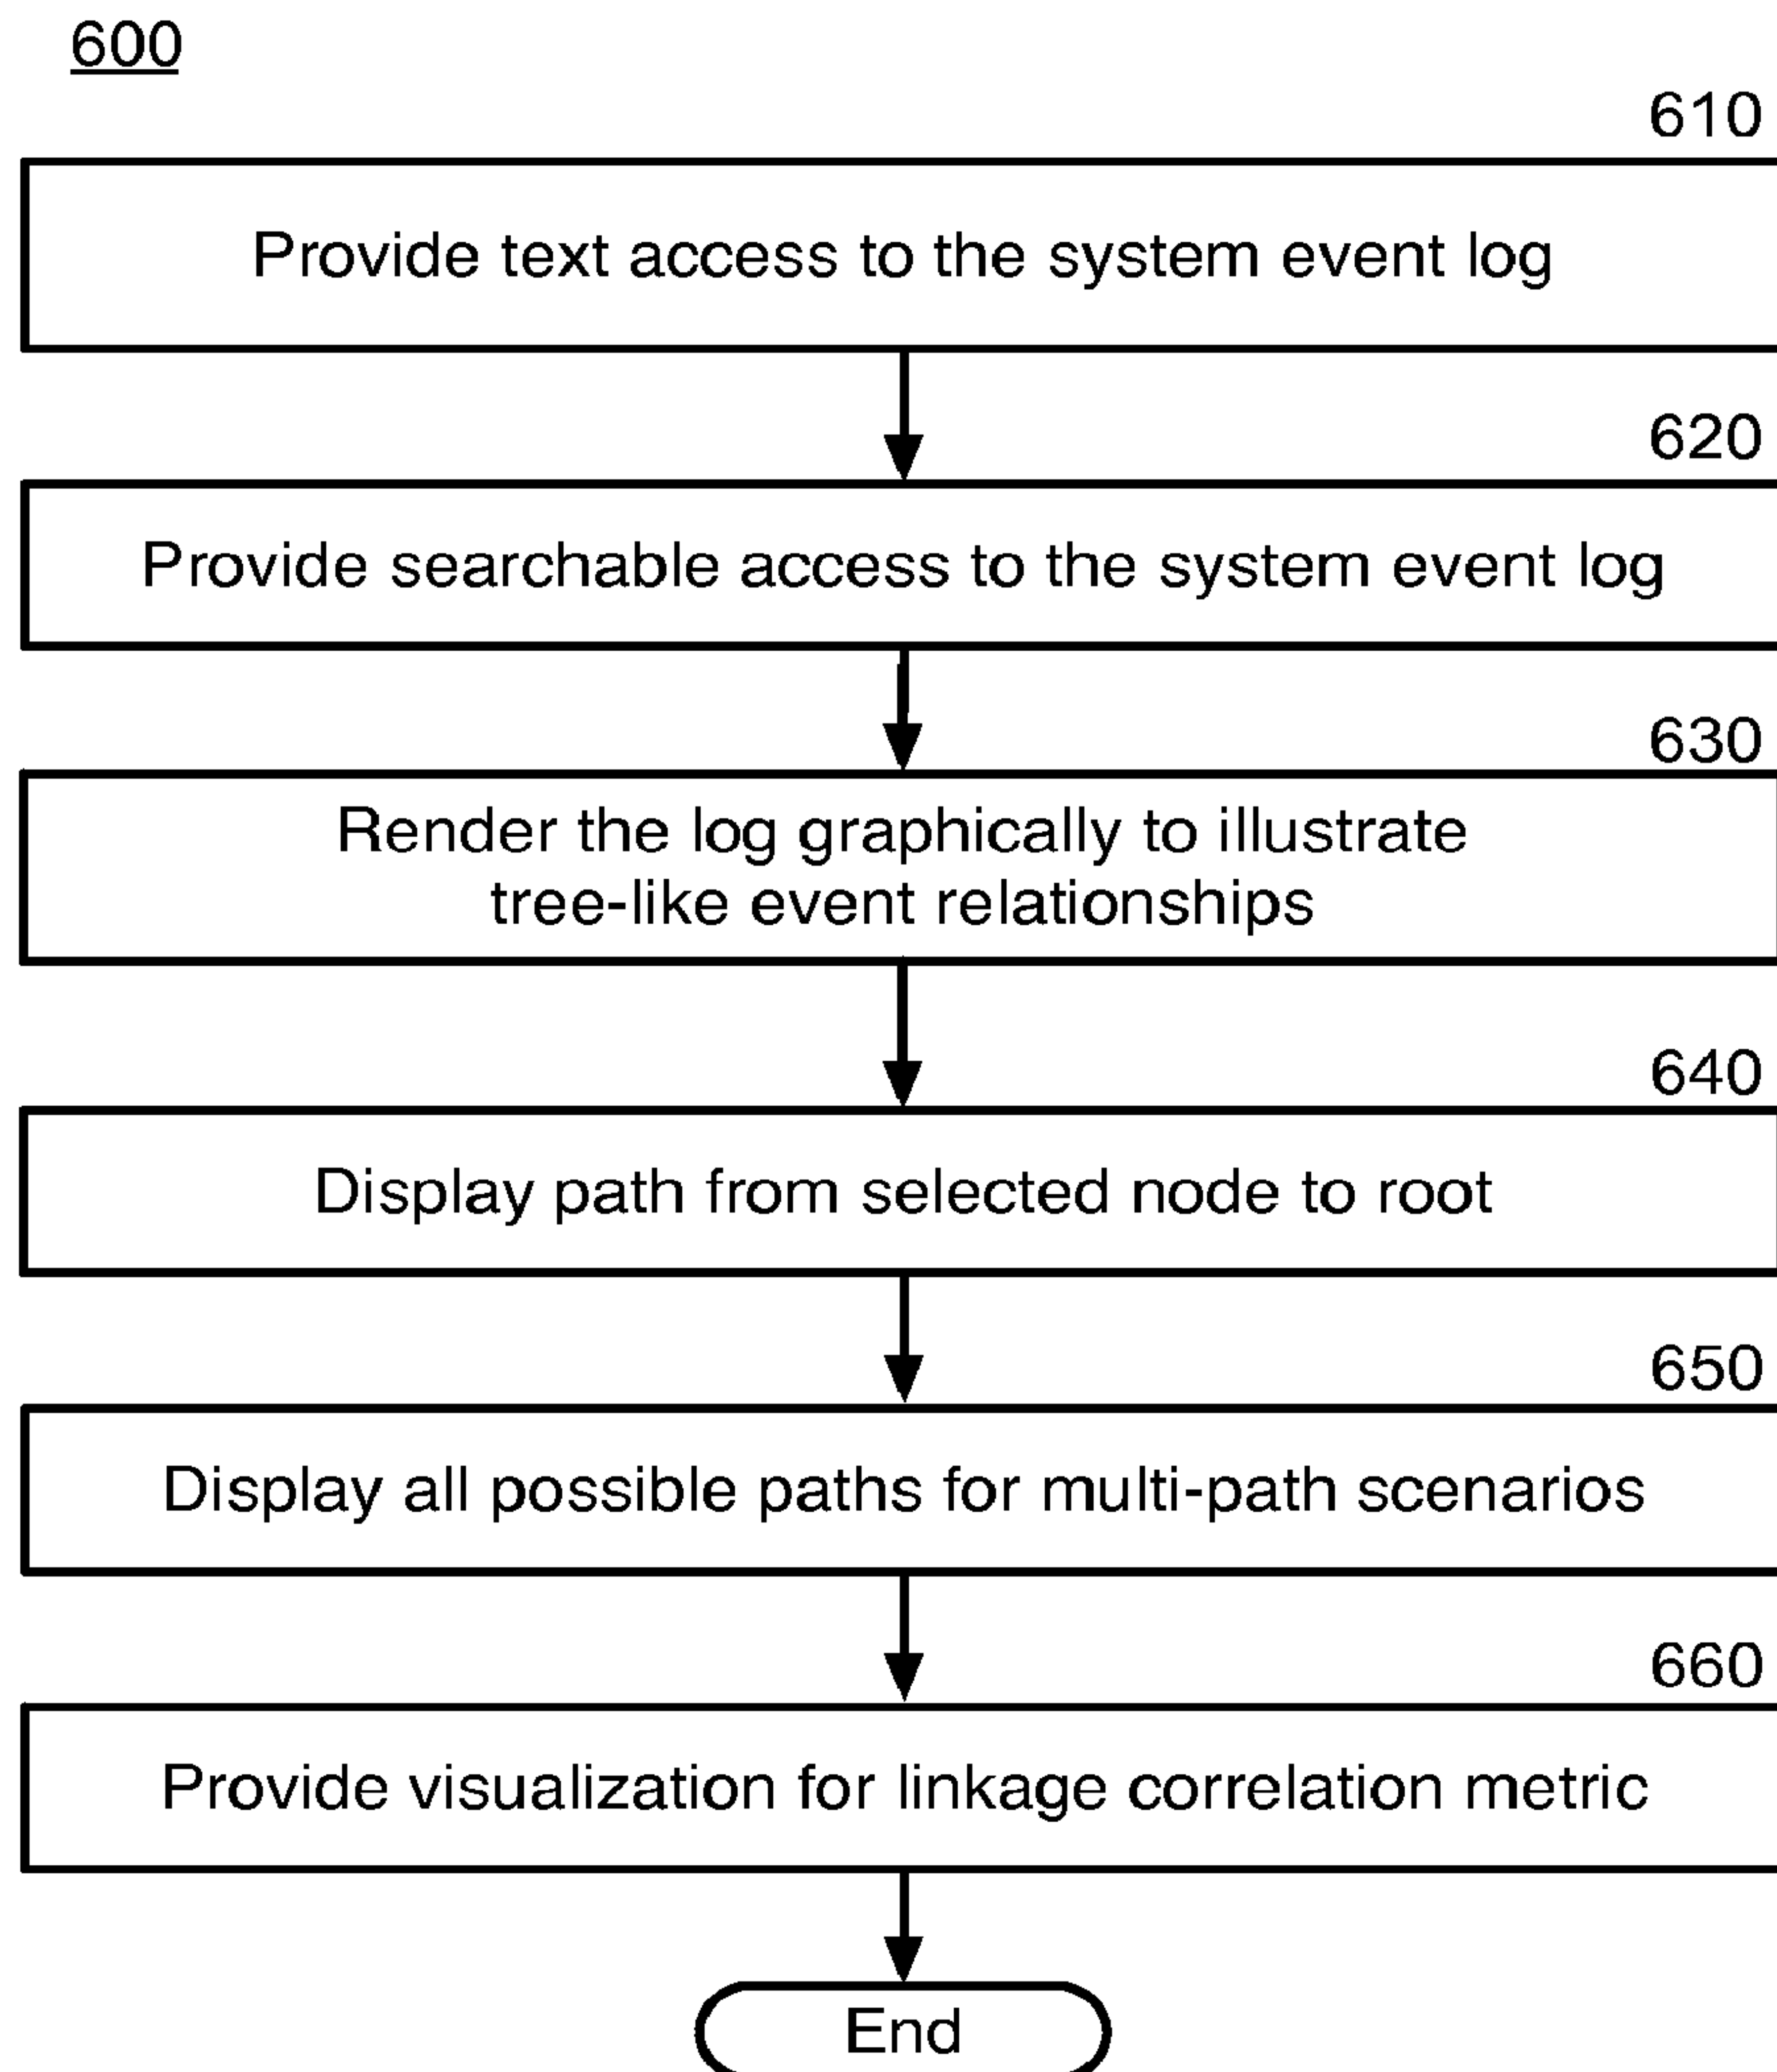 600
610
Provide text access to the system event log
620
Provide searchable access to the system event log
630
Render the log graphically to illustrate
tree-like event relationships
640
Display path from selected node to root
650
Display all possible paths for multi-path scenarios
660
Provide visualization for linkage correlation metric
End